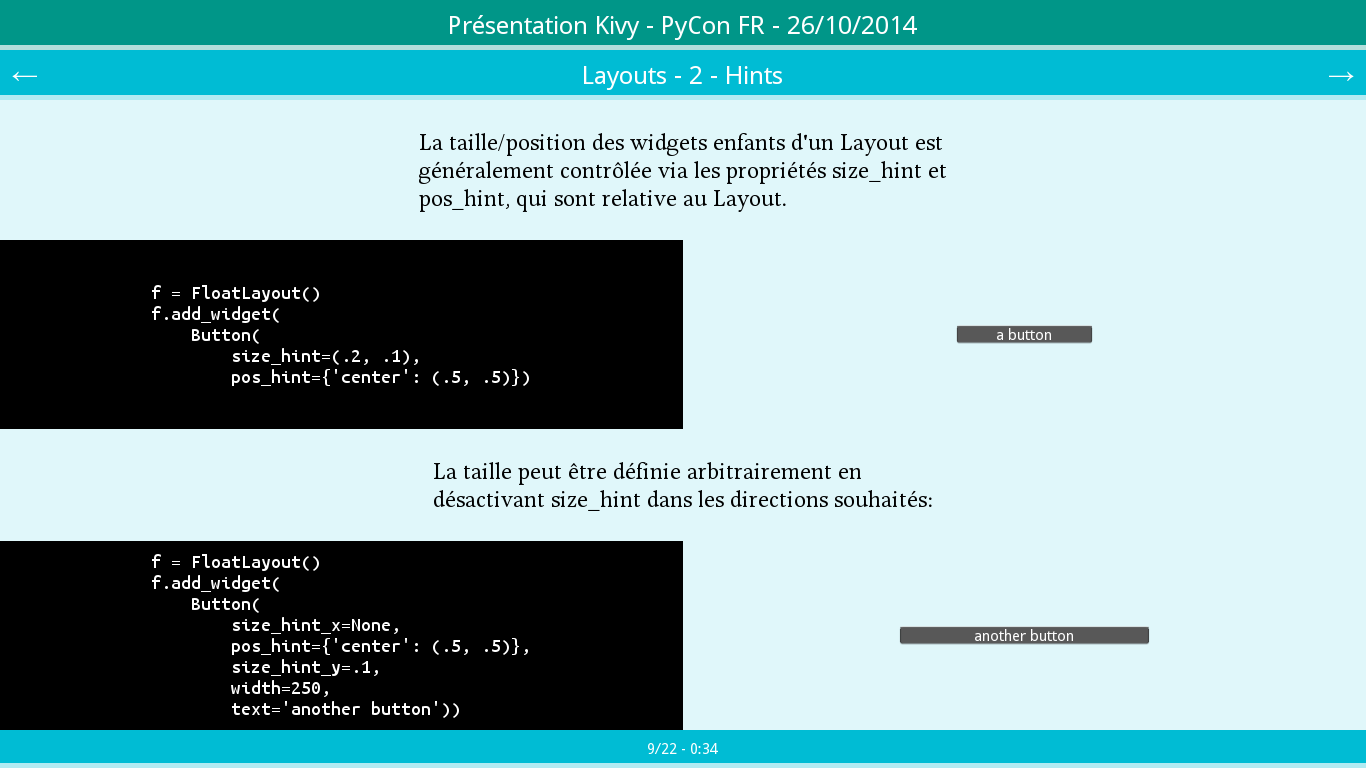 Présentation Kivy - PyCon FR - 26/10/2014
← Layouts - 2 - Hints →
La taille/position des widgets enfants d'un Layout est
généralement contrôlée via les propriétés size_hint et
pos_hint, qui sont relative au Layout.
f = FloatLayout()
f.add_widget(
    Button(
        size_hint=(.2, .1),
        pos_hint={'center': (.5, .5)})
a button
La taille peut être définie arbitrairement en
désactivant size_hint dans les directions souhaités:
f = FloatLayout()
f.add_widget(
    Button(
        size_hint_x=None,
        pos_hint={'center': (.5, .5)},
        size_hint_y=.1,
        width=250,
        text='another button'))
another button
9/22 - 0:34